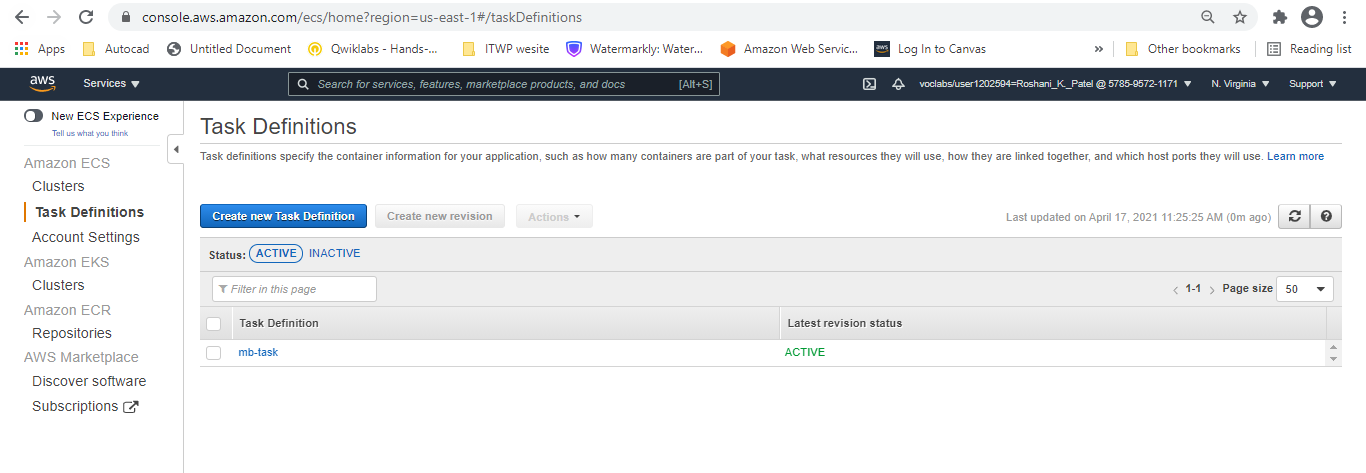 console.aws.amazon.com/ecs/home?region=us-east-1#/taskDefinitions
Apps Autocad Untitled Document Qwiklabs - Hands-... ITWP wesite Watermarkly: Water... Amazon Web Servic... aws Log In to Canvas » Other bookmarks Reading list
aws Services Search for services, features, marketplace products, and docs [Alt+S] voclabs/user1202594=Roshani_K._Patel @ 5785-9572-1171 N. Virginia Support
New ECS Experience
Tell us what you think
Amazon ECS
Clusters
Task Definitions
Account Settings
Amazon EKS
Clusters
Amazon ECR
Repositories
AWS Marketplace
Discover software
Subscriptions
Task Definitions
Task definitions specify the container information for your application, such as how many containers are part of your task, what resources they will use, how they are linked together, and which host ports they will use. Learn more
Create new Task Definition Create new revision Actions Last updated on April 17, 2021 11:25:25 AM (0m ago)
Status: ACTIVE INACTIVE
Filter in this page < 1-1 > Page size 50
Task Definition Latest revision status
mb-task ACTIVE